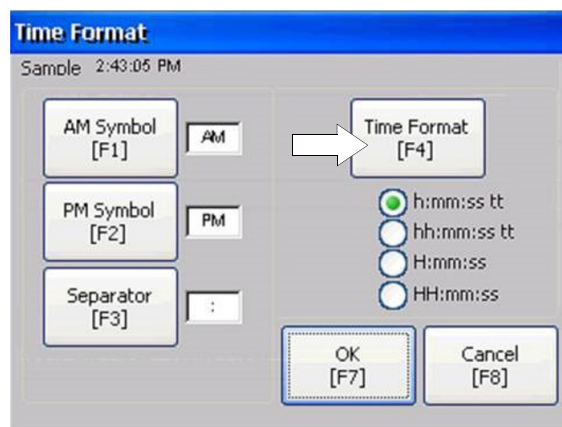 Time Format
Sample 2:43:05 PM
AM Symbol
[F1]
AM
PM Symbol
[F2]
PM
Separator
[F3]
:
Time Format
[F4]
h:mm:ss tt
hh:mm:ss tt
H:mm:ss
HH:mm:ss
OK
[F7]
Cancel
[F8]